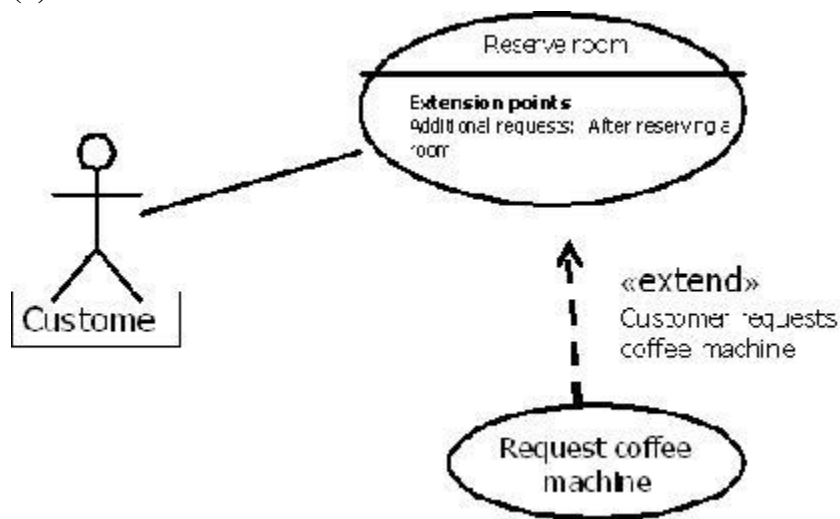 Reserve room
Extension points
Additional requests: After reserving a
room
«extend»
Customer requests
coffee machine
Custome
Request coffee
machine